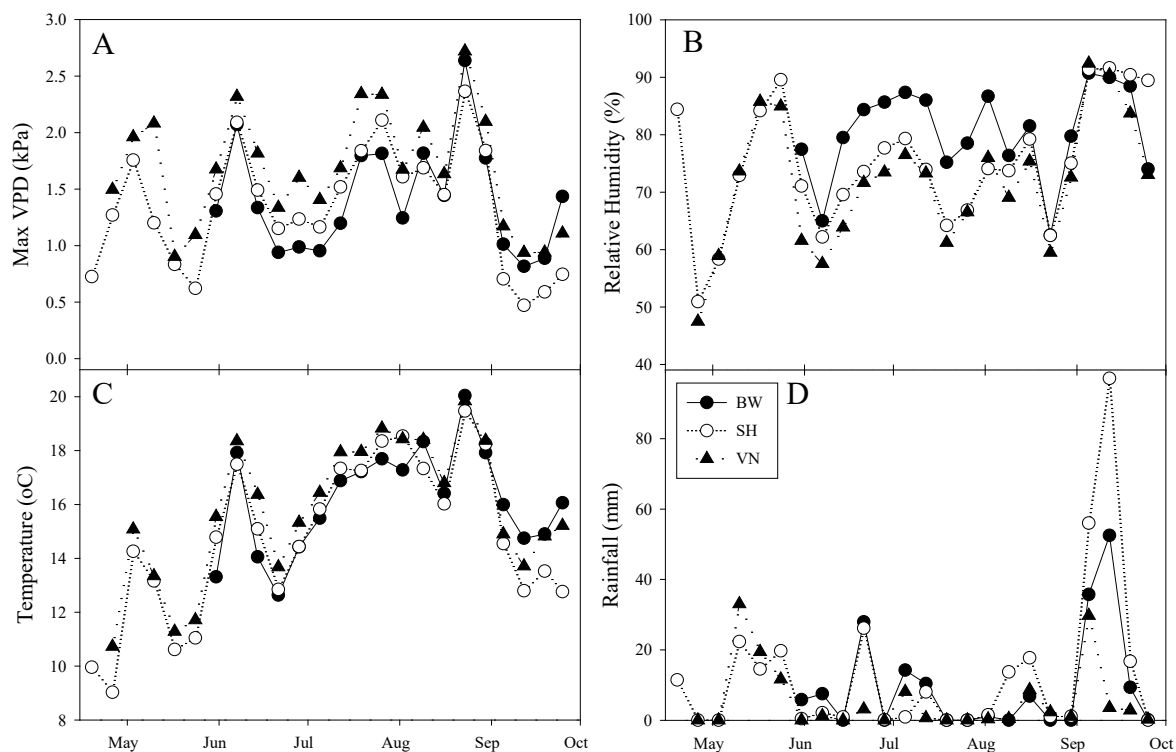 A
B
3.0
2.5
2.0
1.5
1.0
0.5
0.0
Max VPD (kPa)
100
90
80
70
60
50
40
Relative Humidity (%)
C
20
18
16
14
12
10
8
Temperature (oC)
May Jun Jul Aug Sep Oct
D
BW
SH
VN
80
60
40
20
0
Rainfall (mm)
May Jun Jul Aug Sep Oct